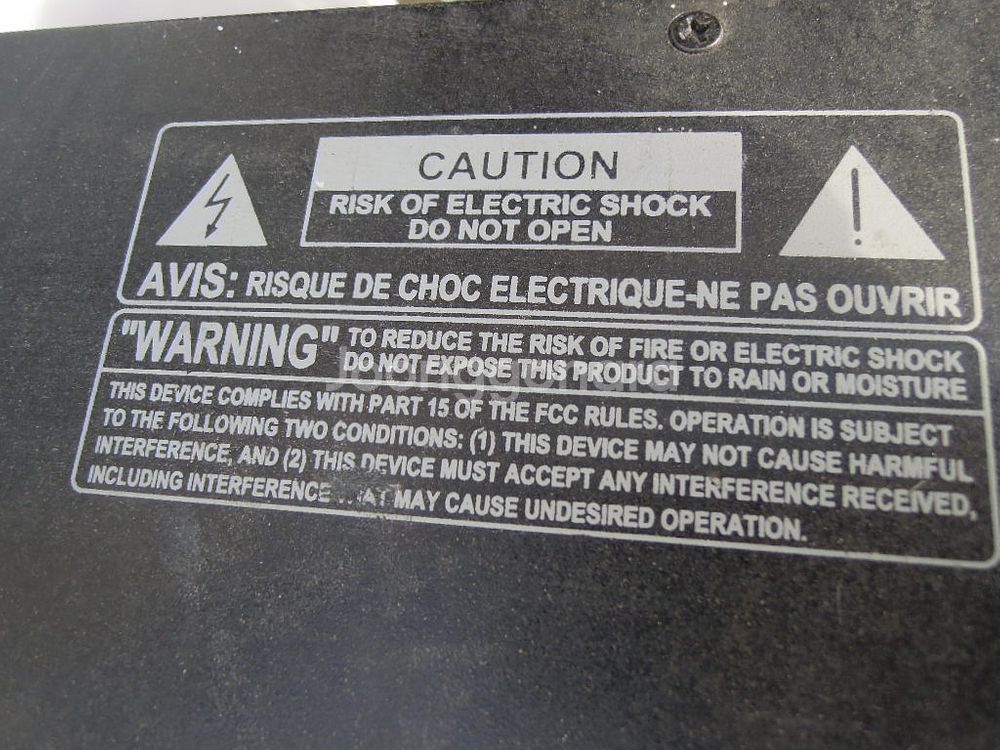 CAUTION
RISK OF ELECTRIC SHOCK
DO NOT OPEN
AVIS: RISQUE DE CHOC ELECTRIQUE-NE PAS OUVRIR
"WARNING" TO REDUCE THE RISK OF FIRE OR ELECTRIC SHOCK
DO NOT EXPOSE THIS PRODUCT TO RAIN OR MOISTURE
THIS DEVICE COMPLIES WITH PART 15 OF THE FCC RULES. OPERATION IS SUBJECT
TO THE FOLLOWING TWO CONDITIONS: (1) THIS DEVICE MAY NOT CAUSE HARMFUL
INTERFERENCE, AND (2) THIS DEVICE MUST ACCEPT ANY INTERFERENCE RECEIVED,
INCLUDING INTERFERENCE MAY CAUSE UNDESIRED OPERATION.